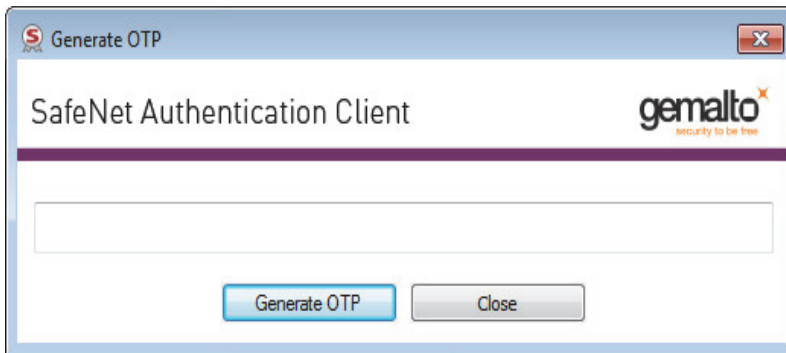 Generate OTP
SafeNet Authentication Client
gemalto
security to be free
Generate OTP
Close